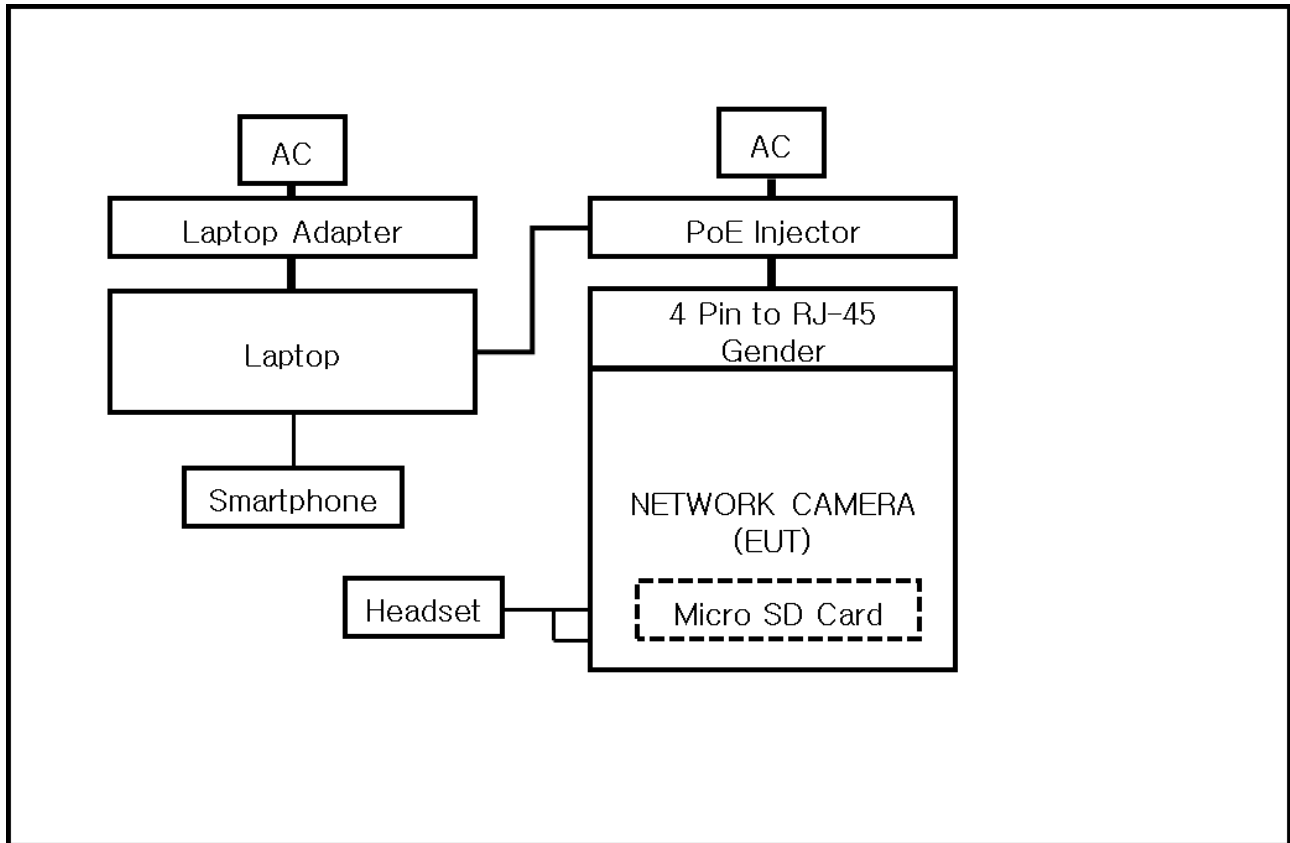 AC
Laptop Adapter
Laptop
Smartphone
AC
PoE Injector
4 Pin to RJ-45
Gender
NETWORK CAMERA
(EUT)
Micro SD Card
Headset